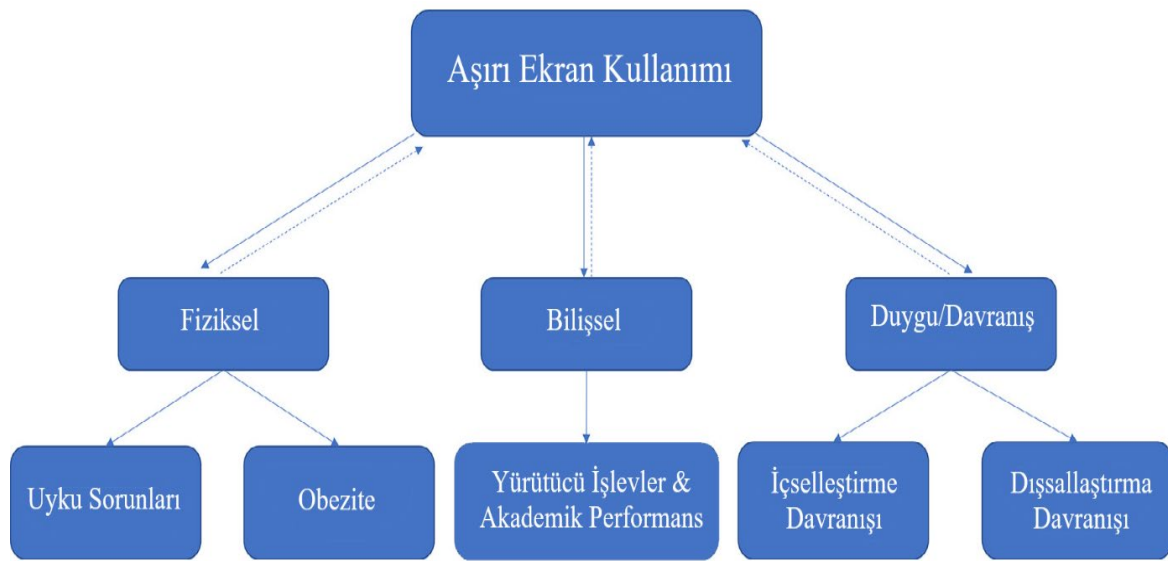 Aşırı Ekran Kullanımı
Fiziksel
Bilişsel
Duygu/Davranış
Uyku Sorunları
Obezite
Yürütücü İşlevler &
Akademik Performans
İçselleştirme
Davranışı
Dışsallaştırma
Davranışı